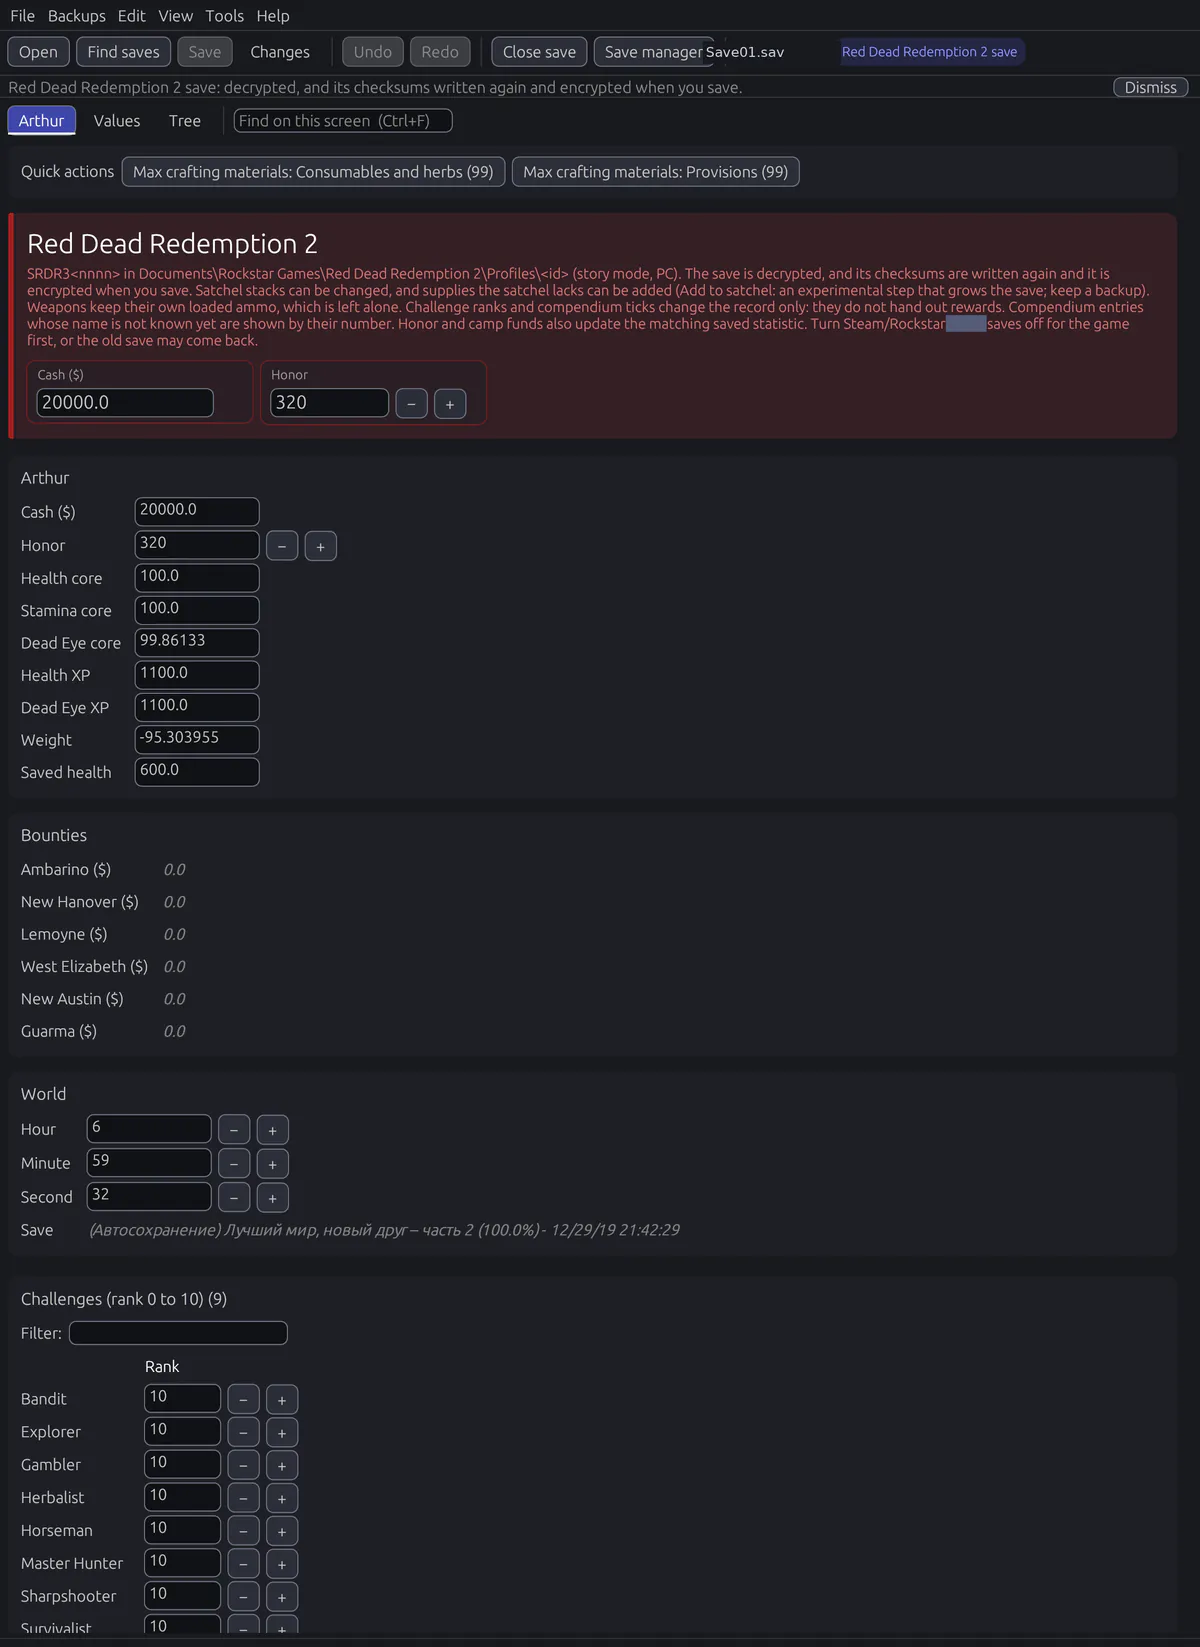 File Backups Edit View Tools Help
Open Find saves Save Changes Undo Redo Close save Save manager Save01.sav Red Dead Redemption 2 save
Red Dead Redemption 2 save: decrypted, and its checksums written again and encrypted when you save. Dismiss
Arthur Values Tree Find on this screen (Ctrl+F)
Quick actions Max crafting materials: Consumables and herbs (99) Max crafting materials: Provisions (99)
Red Dead Redemption 2
SRDR3<nnnn> in Documents\Rockstar Games\Red Dead Redemption 2\Profiles\<id> (story mode, PC). The save is decrypted, and its checksums are written again and it is
encrypted when you save. Satchel stacks can be changed, and supplies the satchel lacks can be added (Add to satchel: an experimental step that grows the save; keep a backup).
Weapons keep their own loaded ammo, which is left alone. Challenge ranks and compendium ticks change the record only: they do not hand out rewards. Compendium entries
whose name is not known yet are shown by their number. Honor and camp funds also update the matching saved statistic. Turn Steam/Rockstar saves off for the game
first, or the old save may come back.
Cash ($) Honor
20000.0 320 − +
Arthur
Cash ($) 20000.0
Honor 320 − +
Health core 100.0
Stamina core 100.0
Dead Eye core 99.86133
Health XP 1100.0
Dead Eye XP 1100.0
Weight -95.303955
Saved health 600.0
Bounties
Ambarino ($) 0.0
New Hanover ($) 0.0
Lemoyne ($) 0.0
West Elizabeth ($) 0.0
New Austin ($) 0.0
Guarma ($) 0.0
World
Hour 6 − +
Minute 59 − +
Second 32 − +
Save (Автосохранение) Лучший мир, новый друг – часть 2 (100.0%) - 12/29/19 21:42:29
Challenges (rank 0 to 10) (9)
Filter:
Rank
Bandit 10 − +
Explorer 10 − +
Gambler 10 − +
Herbalist 10 − +
Horseman 10 − +
Master Hunter 10 − +
Sharpshooter 10 − +
Survivalist 10 − +